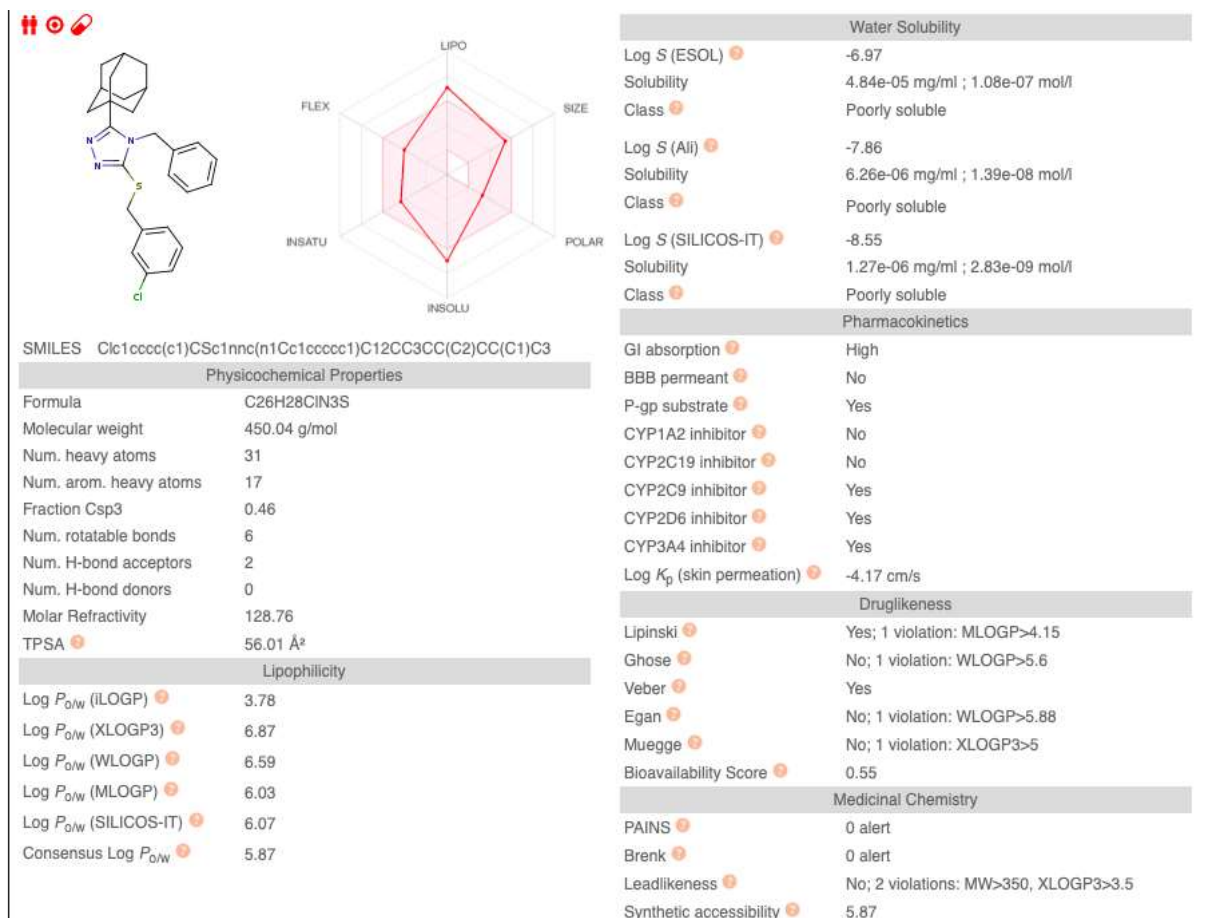 LIPO
FLEX
SIZE
N
N
N
S
INSATU
POLAR
Cl
INSOLU
SMILES Clc1cccc(c1)CSc1nnc(n1Cc1ccccc1)C12CC3CC(C2)CC(C1)C3
Physicochemical Properties
Formula C26H28ClN3S
Molecular weight 450.04 g/mol
Num. heavy atoms 31
Num. arom. heavy atoms 17
Fraction Csp3 0.46
Num. rotatable bonds 6
Num. H-bond acceptors 2
Num. H-bond donors 0
Molar Refractivity 128.76
TPSA ? 56.01 Å²
Lipophilicity
Log Po/w (iLOGP) ? 3.78
Log Po/w (XLOGP3) ? 6.87
Log Po/w (WLOGP) ? 6.59
Log Po/w (MLOGP) ? 6.03
Log Po/w (SILICOS-IT) ? 6.07
Consensus Log Po/w ? 5.87
Water Solubility
Log S (ESOL) ? -6.97
Solubility 4.84e-05 mg/ml ; 1.08e-07 mol/l
Class ? Poorly soluble
Log S (Ali) ? -7.86
Solubility 6.26e-06 mg/ml ; 1.39e-08 mol/l
Class ? Poorly soluble
Log S (SILICOS-IT) ? -8.55
Solubility 1.27e-06 mg/ml ; 2.83e-09 mol/l
Class ? Poorly soluble
Pharmacokinetics
GI absorption ? High
BBB permeant ? No
P-gp substrate ? Yes
CYP1A2 inhibitor ? No
CYP2C19 inhibitor ? No
CYP2C9 inhibitor ? Yes
CYP2D6 inhibitor ? Yes
CYP3A4 inhibitor ? Yes
Log Kp (skin permeation) ? -4.17 cm/s
Druglikeness
Lipinski ? Yes; 1 violation: MLOGP>4.15
Ghose ? No; 1 violation: WLOGP>5.6
Veber ? Yes
Egan ? No; 1 violation: WLOGP>5.88
Muegge ? No; 1 violation: XLOGP3>5
Bioavailability Score ? 0.55
Medicinal Chemistry
PAINS ? 0 alert
Brenk ? 0 alert
Leadlikeness ? No; 2 violations: MW>350, XLOGP3>3.5
Synthetic accessibility ? 5.87